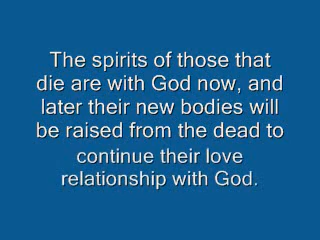 The spirits of those that
die are with God now, and
later their new bodies will
be raised from the dead to
continue their love
relationship with God.